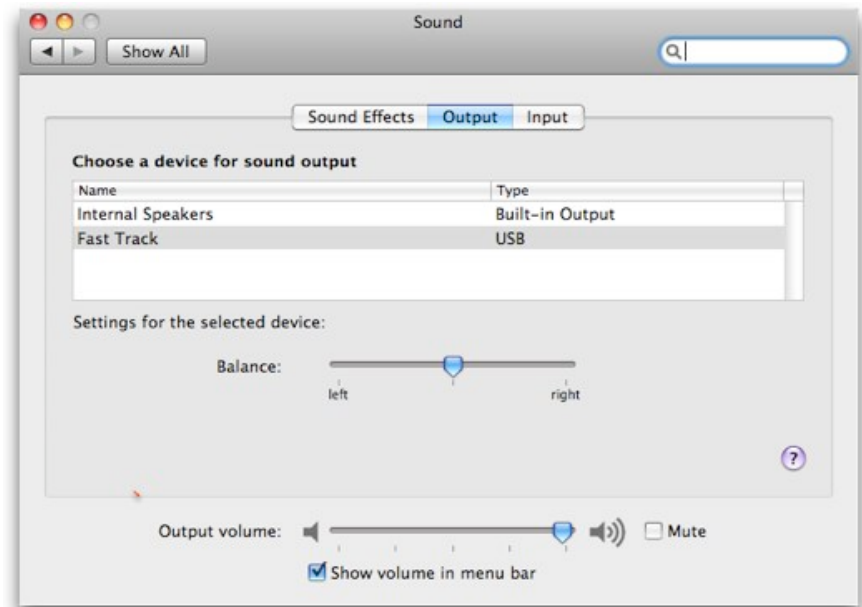 Sound
Show All
Sound Effects Output Input
Choose a device for sound output
Name Type
Internal Speakers Built-in Output
Fast Track USB
Settings for the selected device:
Balance:
left right
?
Output volume: Mute
Show volume in menu bar